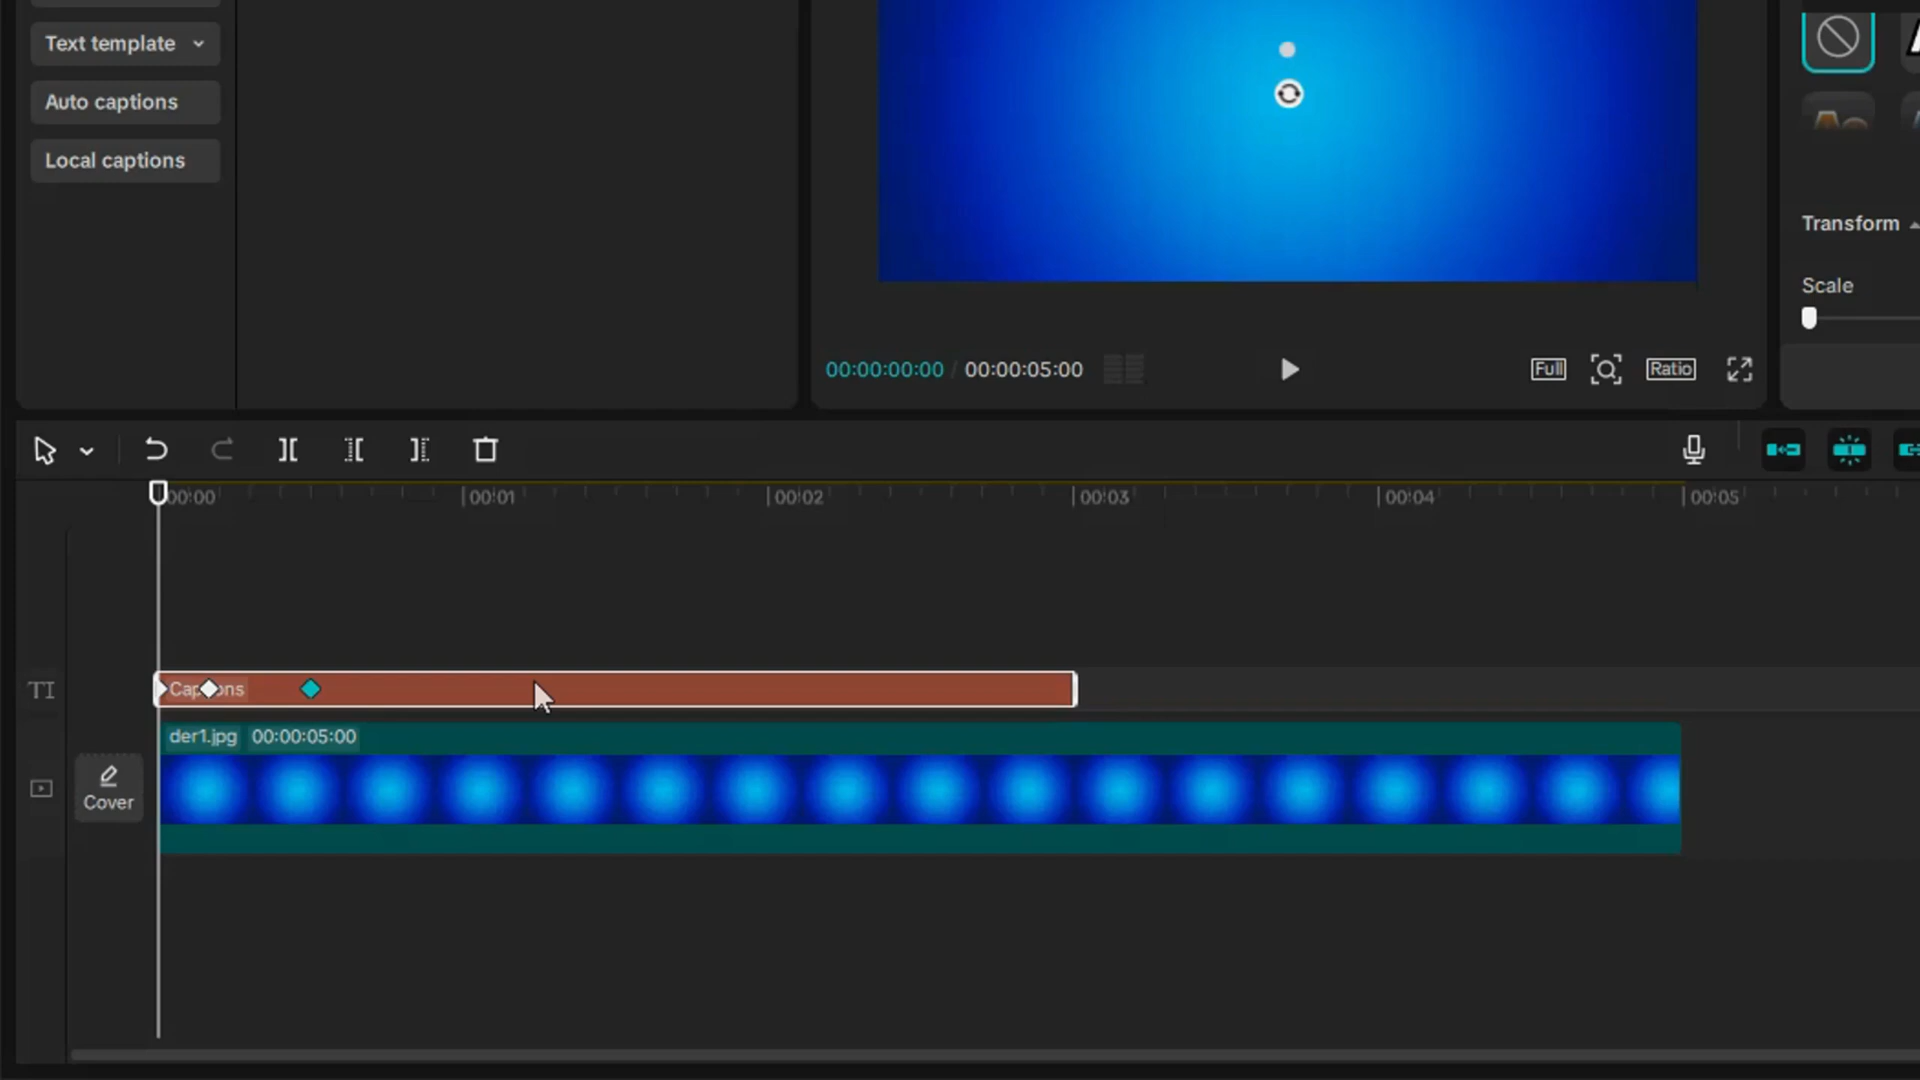 Text template
Auto captions
Local captions
Transform
Scale
00:00:00:00 / 00:00:05:00
Full
Ratio
00:00
00:01
00:02
00:03
00:04
00:05
TI
Captions
der1.jpg 00:00:05:00
Cover